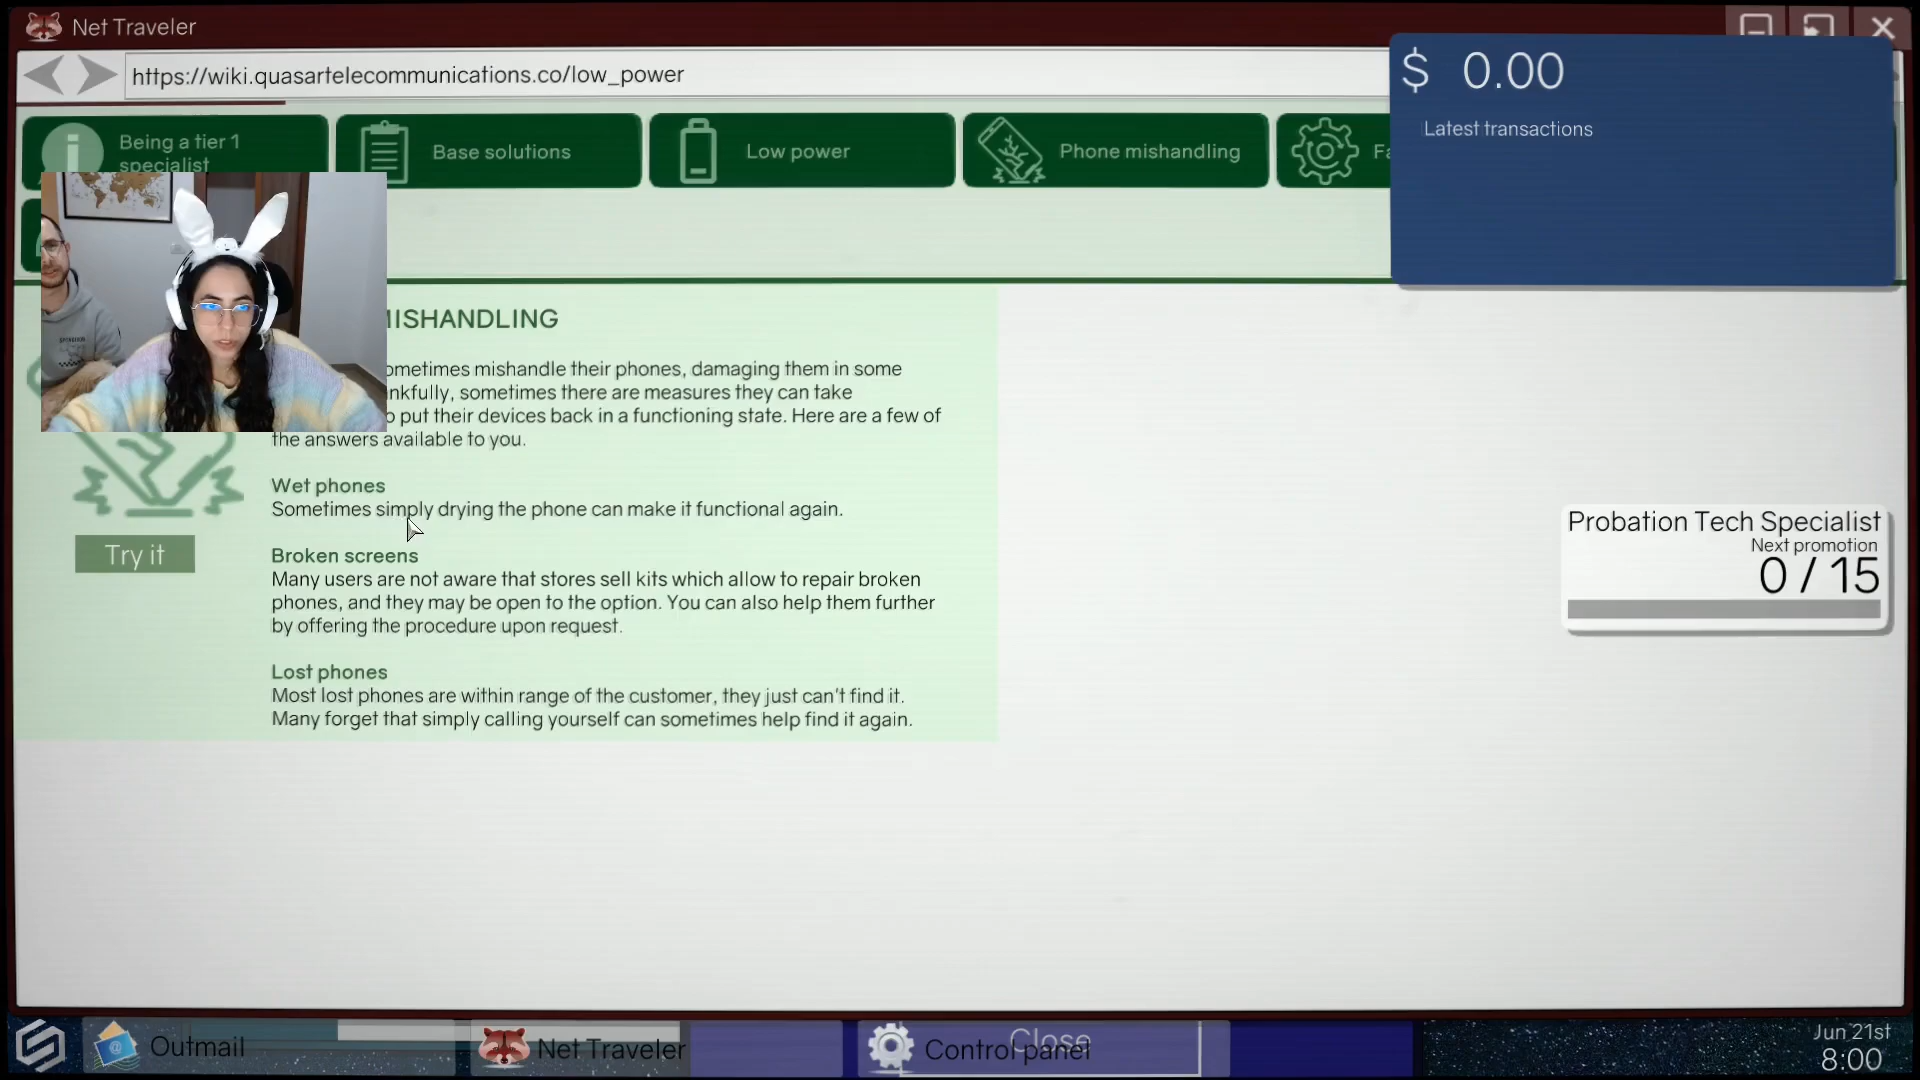 Net Traveler
https://wiki.quasartelecommunications.co/low_power
$ 0.00
Latest transactions
Being a tier 1
specialist
Base solutions
Low power
Phone mishandling
MISHANDLING
sometimes mishandle their phones, damaging them in some
put their devices back in a functioning state. Here are a few of
sometimes there are measures they can take
the answers available to you.
Wet phones
Sometimes simply drying the phone can make it functional again.
Try it
Broken screens
Many users are not aware that stores sell kits which allow to repair broken
phones, and they may be open to the option. You can also help them further
by offering the procedure upon request.
Lost phones
Most lost phones are within range of the customer, they just can't find it.
Many forget that simply calling yourself can sometimes help find it again.
Probation Tech Specialist
Next promotion
0 / 15
Outmail
Net Traveler
Control panel
Close
Jun 21st
8:00